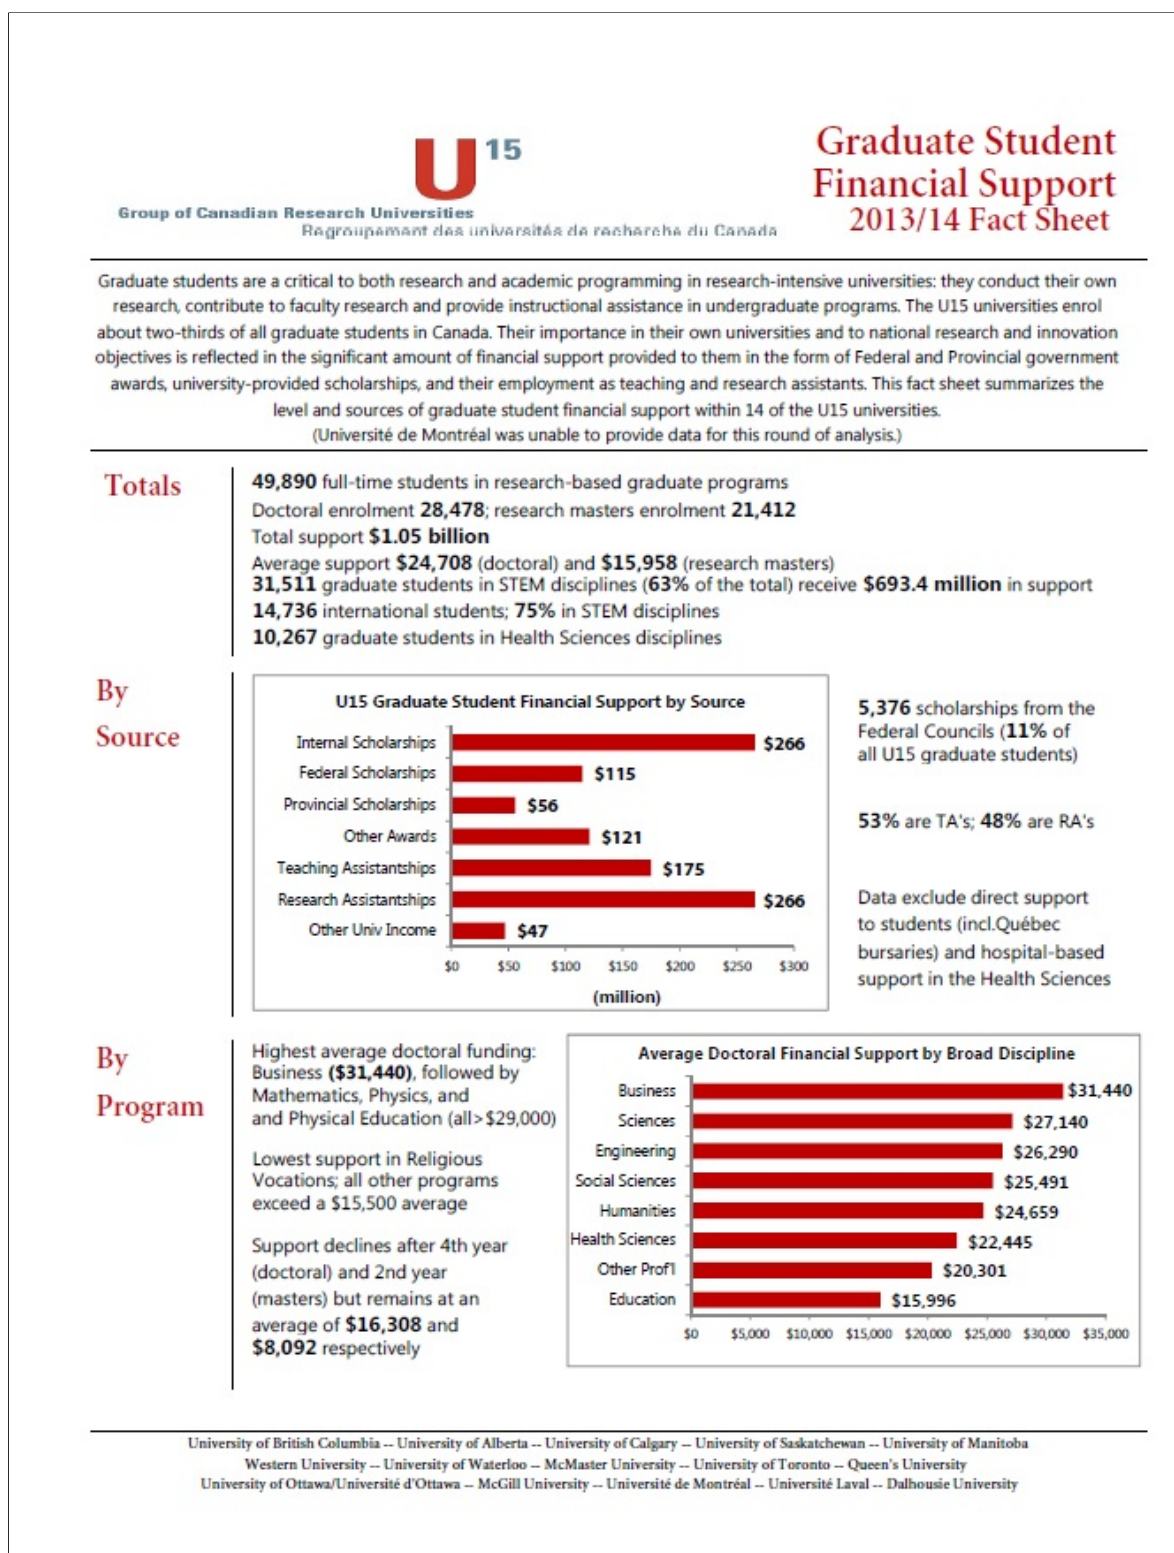 U15
Group of Canadian Research Universities
Regroupement des universités de recherche du Canada
Graduate Student
Financial Support
2013/14 Fact Sheet
Graduate students are a critical to both research and academic programming in research-intensive universities: they conduct their own
research, contribute to faculty research and provide instructional assistance in undergraduate programs. The U15 universities enrol
about two-thirds of all graduate students in Canada. Their importance in their own universities and to national research and innovation
objectives is reflected in the significant amount of financial support provided to them in the form of Federal and Provincial government
awards, university-provided scholarships, and their employment as teaching and research assistants. This fact sheet summarizes the
level and sources of graduate student financial support within 14 of the U15 universities.
(Université de Montréal was unable to provide data for this round of analysis.)
Totals
49,890 full-time students in research-based graduate programs
Doctoral enrolment 28,478; research masters enrolment 21,412
Total support $1.05 billion
Average support $24,708 (doctoral) and $15,958 (research masters)
31,511 graduate students in STEM disciplines (63% of the total) receive $693.4 million in support
14,736 international students; 75% in STEM disciplines
10,267 graduate students in Health Sciences disciplines
By
Source
U15 Graduate Student Financial Support by Source
Internal Scholarships $266
Federal Scholarships $115
Provincial Scholarships $56
Other Awards $121
Teaching Assistantships $175
Research Assistantships $266
Other Univ Income $47
$0 $50 $100 $150 $200 $250 $300
(million)
5,376 scholarships from the
Federal Councils (11% of
all U15 graduate students)
53% are TA's; 48% are RA's
Data exclude direct support
to students (incl.Québec
bursaries) and hospital-based
support in the Health Sciences
By
Program
Highest average doctoral funding:
Business ($31,440), followed by
Mathematics, Physics, and
and Physical Education (all>$29,000)
Lowest support in Religious
Vocations; all other programs
exceed a $15,500 average
Support declines after 4th year
(doctoral) and 2nd year
(masters) but remains at an
average of $16,308 and
$8,092 respectively
Average Doctoral Financial Support by Broad Discipline
Business $31,440
Sciences $27,140
Engineering $26,290
Social Sciences $25,491
Humanities $24,659
Health Sciences $22,445
Other Prof'l $20,301
Education $15,996
$0 $5,000 $10,000 $15,000 $20,000 $25,000 $30,000 $35,000
University of British Columbia -- University of Alberta -- University of Calgary -- University of Saskatchewan -- University of Manitoba
Western University -- University of Waterloo -- McMaster University -- University of Toronto -- Queen's University
University of Ottawa/Université d'Ottawa -- McGill University -- Université de Montréal -- Université Laval -- Dalhousie University